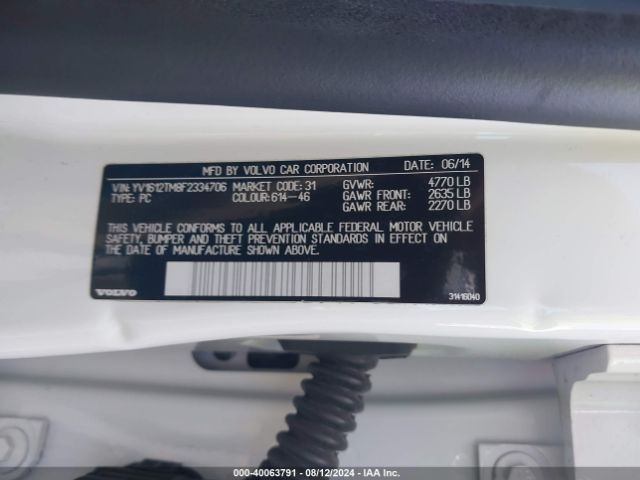 MFD BY VOLVO CAR CORPORATION DATE: 06/14
VIN: YV1612TM8F2334706 MARKET CODE: 31 GVWR: 4770 LB
TYPE: PC COLOUR: 614-46 GAWR FRONT: 2635 LB
GAWR REAR: 2270 LB
THIS VEHICLE CONFORMS TO ALL APPLICABLE FEDERAL MOTOR VEHICLE
SAFETY, BUMPER AND THEFT PREVENTION STANDARDS IN EFFECT ON
THE DATE OF MANUFACTURE SHOWN ABOVE.
VOLVO 31416040
000-40063791 - 08/12/2024 - IAA Inc.